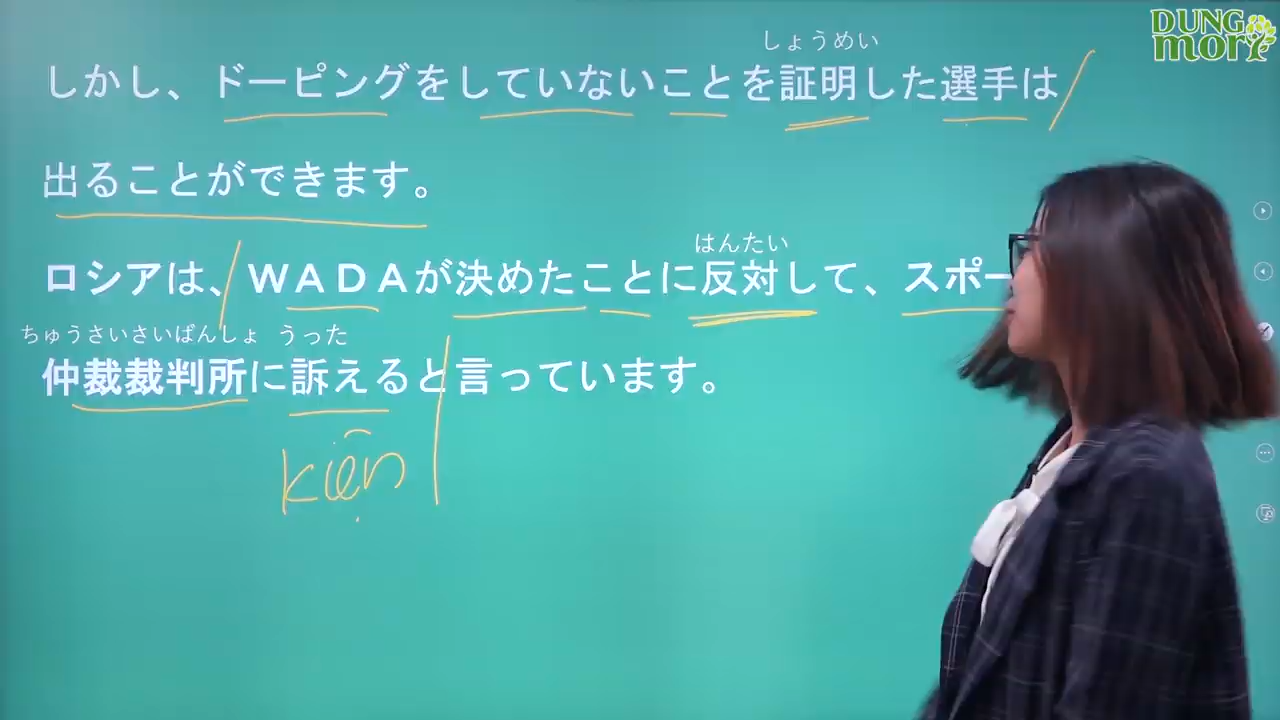 DUNG
mori
しょうめい
しかし、ドーピングをしていないことを証明した選手は
出ることができます。
はんたい
ロシアは、ＷＡＤＡが決めたことに反対して、スポー
ちゅうさいさいばんしょ うった
仲裁裁判所に訴えると言っています。
kiện